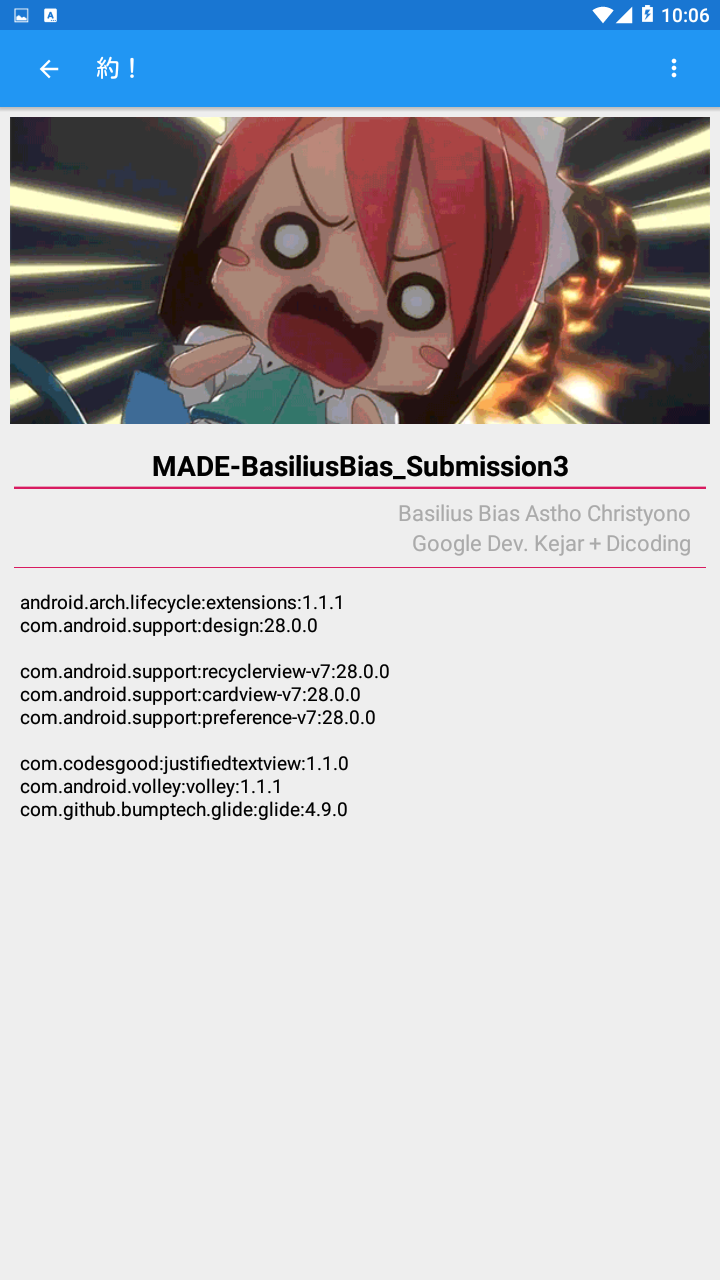 10:06
約！
MADE-BasiliusBias_Submission3
Basilius Bias Astho Christyono
Google Dev. Kejar + Dicoding
android.arch.lifecycle:extensions:1.1.1
com.android.support:design:28.0.0
com.android.support:recyclerview-v7:28.0.0
com.android.support:cardview-v7:28.0.0
com.android.support:preference-v7:28.0.0
com.codesgood:justifiedtextview:1.1.0
com.android.volley:volley:1.1.1
com.github.bumptech.glide:glide:4.9.0